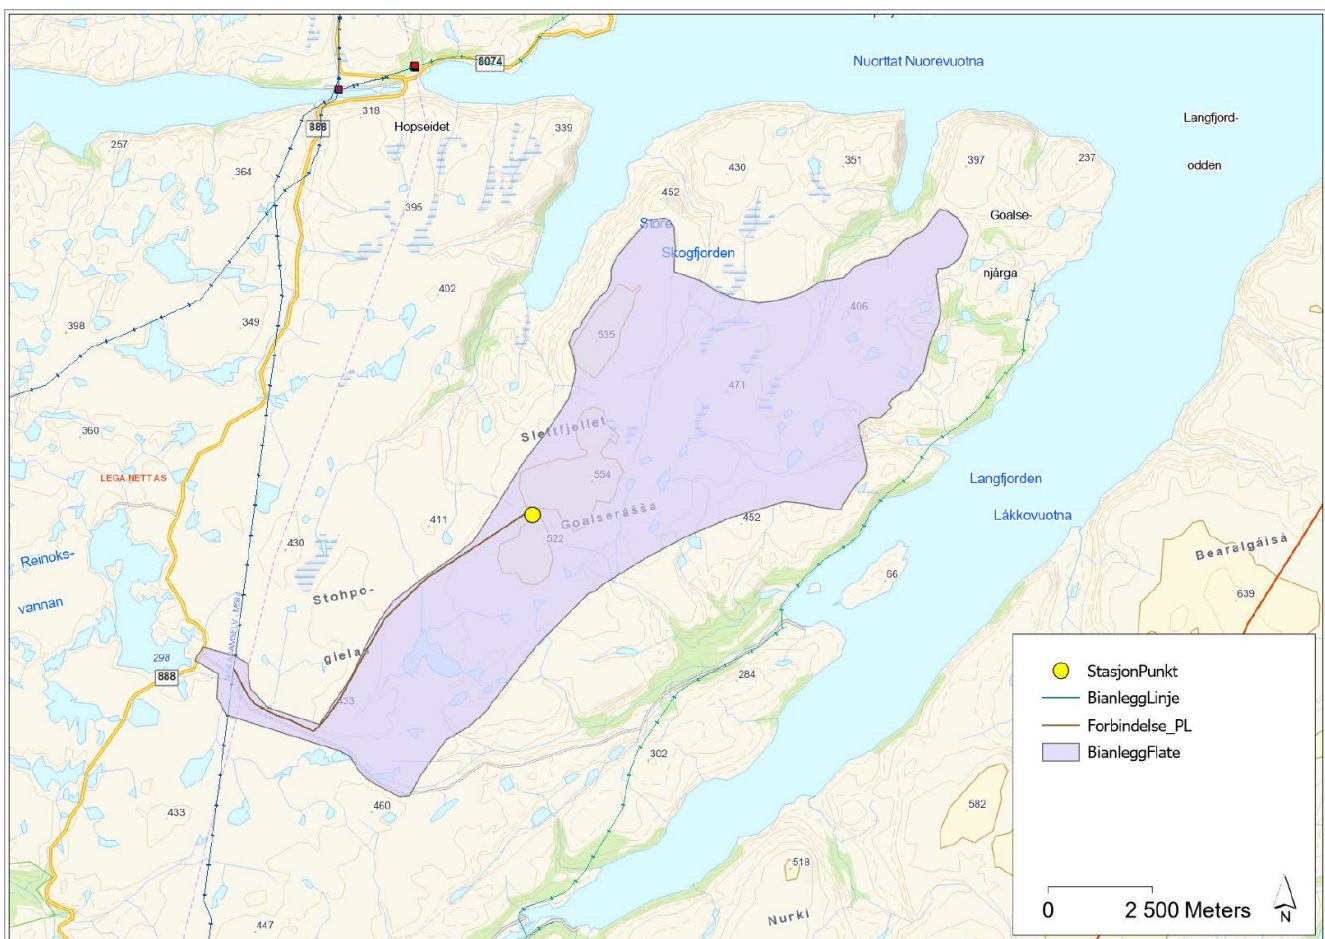 Nuorttat Nuorevuotna
8074
318
888
Hopseidet
339
257
364
395
452
430
351
397
237
Langfjord-
odden
Store
Skogfjorden
Goalse-
njárga
402
398
349
535
406
471
360
Slettfjellet
LEGA NETT AS
554
411
Goalserášša
452
522
430
Langfjorden
Lákkovuotna
Reinoks-
vannan
Bearalgáisá
66
639
Stohpo-
giela
298
888
433
284
302
460
433
582
518
Nurki
447
StasjonPunkt
BianleggLinje
Forbindelse_PL
BianleggFlate
0
2 500 Meters
N